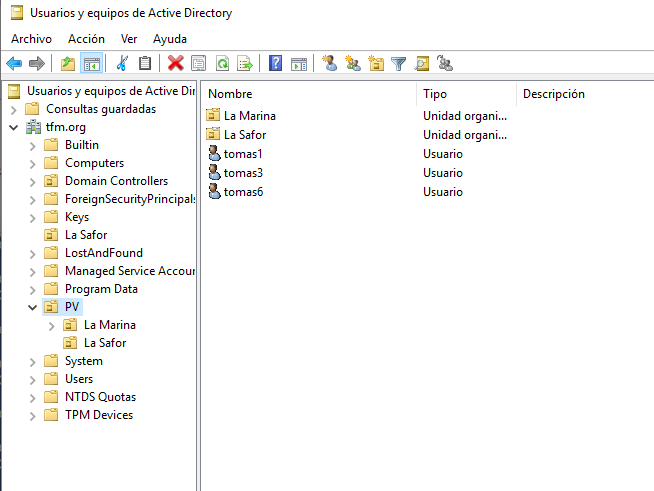 Usuarios y equipos de Active Directory
Archivo Acción Ver Ayuda
Usuarios y equipos de Active Dir
Consultas guardadas
tfm.org
Builtin
Computers
Domain Controllers
ForeignSecurityPrincipals
Keys
La Safor
LostAndFound
Managed Service Accour
Program Data
PV
La Marina
La Safor
System
Users
NTDS Quotas
TPM Devices
Nombre Tipo Descripción
La Marina Unidad organi...
La Safor Unidad organi...
tomas1 Usuario
tomas3 Usuario
tomas6 Usuario